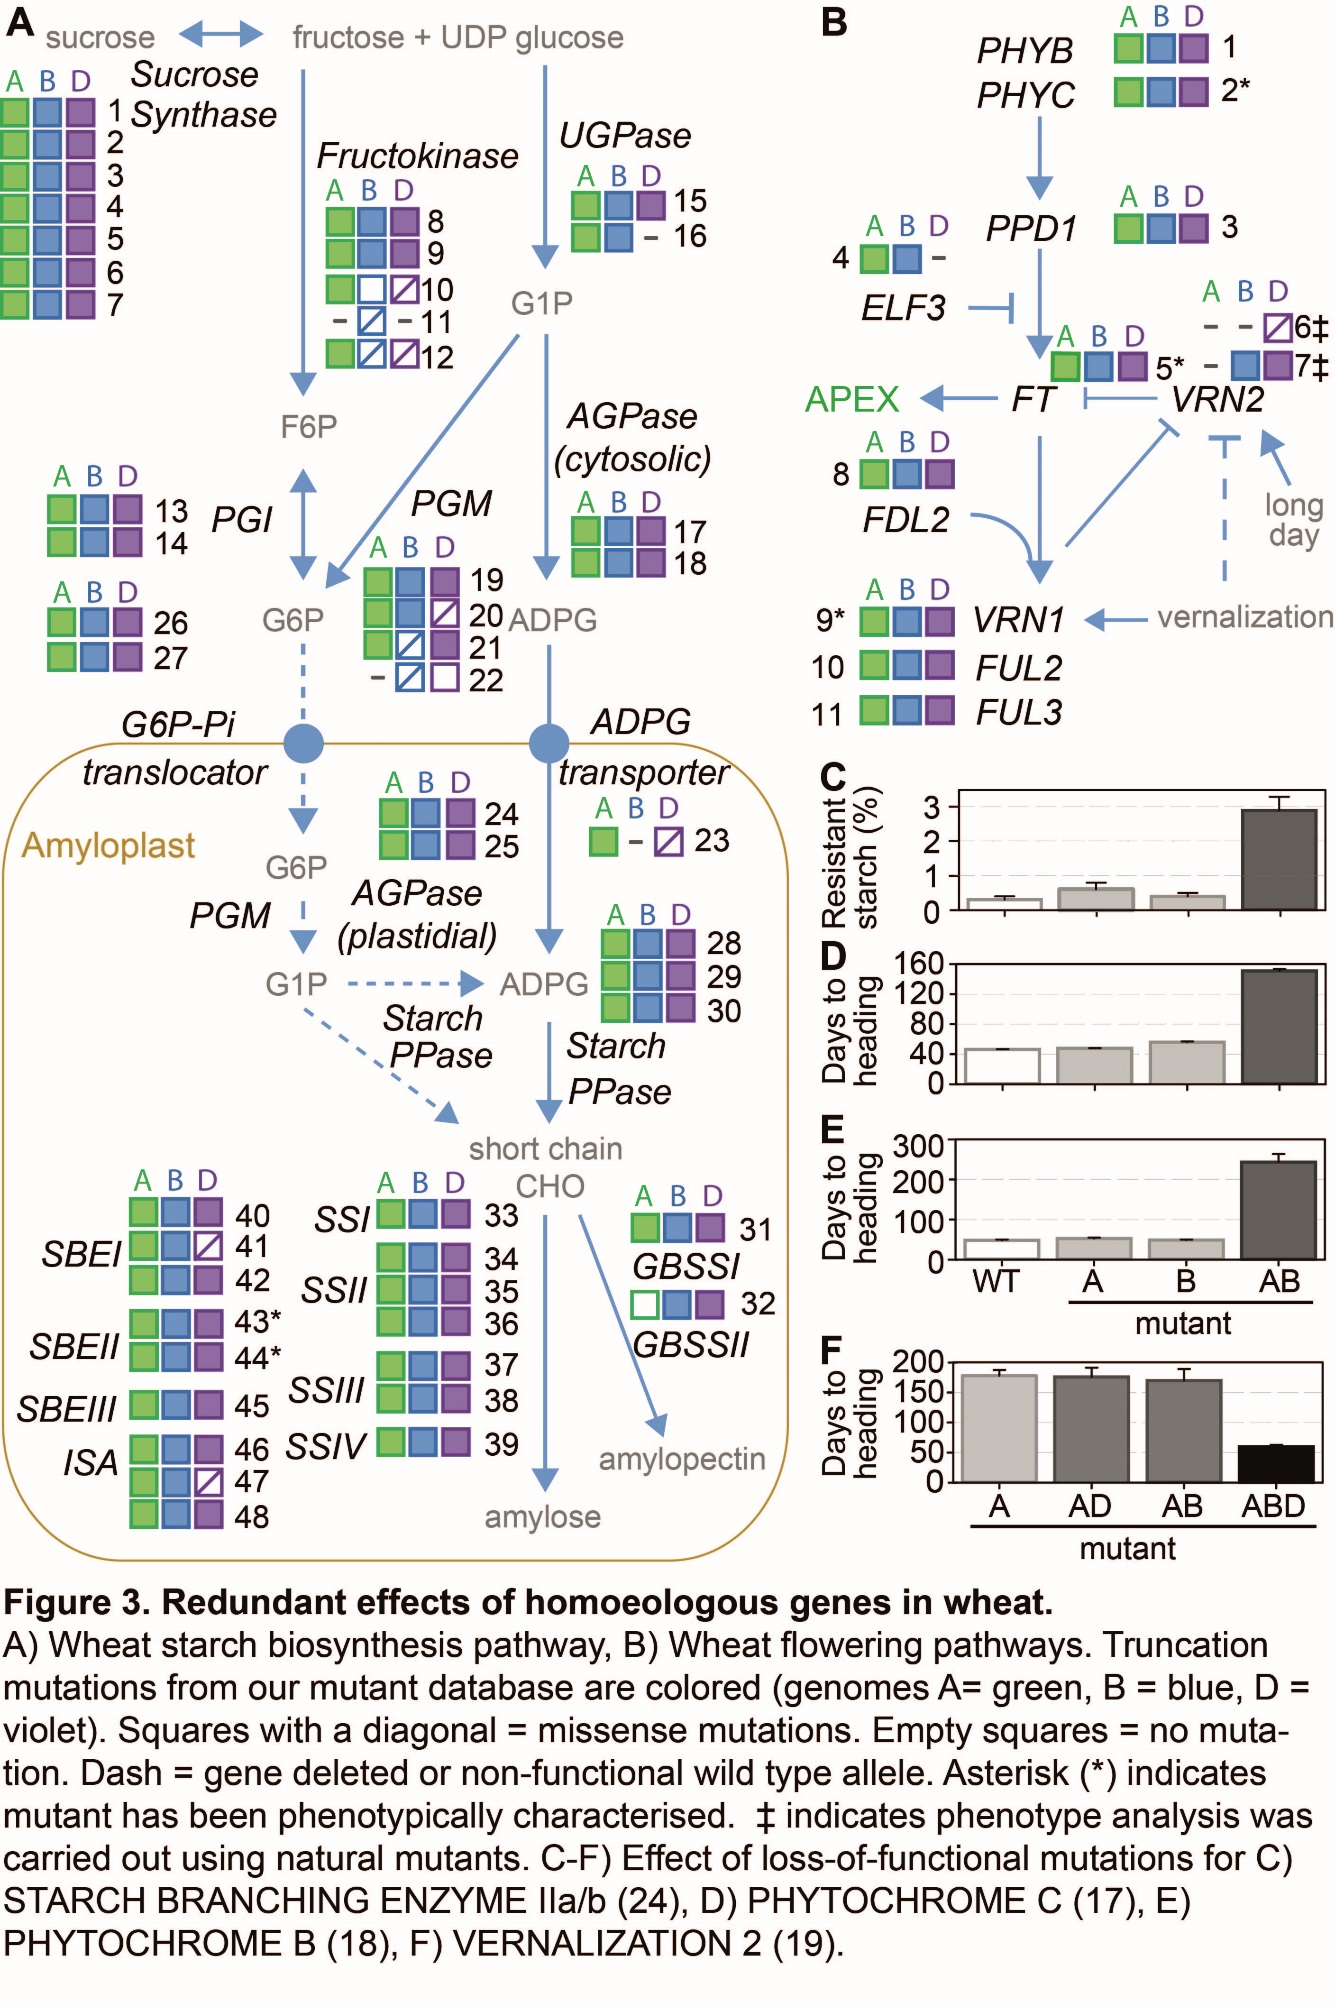 A
sucrose
fructose + UDP glucose
Sucrose
Synthase
A B D
1
2
3
4
5
6
7
Fructokinase
A B D
8
9
10
– – 11
12
UGPase
A B D
15
– 16
G1P
F6P
AGPase
(cytosolic)
A B D
17
18
A B D
13
14
PGI
PGM
A B D
19
20
21
– 22
A B D
26
27
G6P
ADPG
G6P-Pi
translocator
ADPG
transporter
Amyloplast
A B D
24
25
A B D
– 23
G6P
PGM
AGPase
(plastidial)
A B D
28
29
30
G1P
ADPG
Starch
PPase
Starch
PPase
short chain
CHO
A B D
SBEI
40
41
42
SBEII
43*
44*
SBEIII
45
ISA
46
47
48
A B D
SSI
33
SSII
34
35
36
SSIII
37
38
SSIV
39
A B D
31
GBSSI
32
GBSSII
amylopectin
amylose
B
A B D
PHYB 1
PHYC 2*
A B D
PPD1 3
A B D
4 –
ELF3
A B D
– – 6‡
– 7‡
A B D
5*
APEX
FT
VRN2
A B D
8
FDL2
long
day
A B D
9* VRN1
vernalization
10 FUL2
11 FUL3
C
Resistant
starch (%)
3
2
1
0
D
Days to
heading
160
120
80
40
0
E
Days to
heading
300
200
100
0
WT A B AB
mutant
F
Days to
heading
200
150
100
50
0
A AD AB ABD
mutant
Figure 3. Redundant effects of homoeologous genes in wheat.
A) Wheat starch biosynthesis pathway, B) Wheat flowering pathways. Truncation
mutations from our mutant database are colored (genomes A= green, B = blue, D =
violet). Squares with a diagonal = missense mutations. Empty squares = no muta-
tion. Dash = gene deleted or non-functional wild type allele. Asterisk (*) indicates
mutant has been phenotypically characterised. ‡ indicates phenotype analysis was
carried out using natural mutants. C-F) Effect of loss-of-functional mutations for C)
STARCH BRANCHING ENZYME IIa/b (24), D) PHYTOCHROME C (17), E)
PHYTOCHROME B (18), F) VERNALIZATION 2 (19).